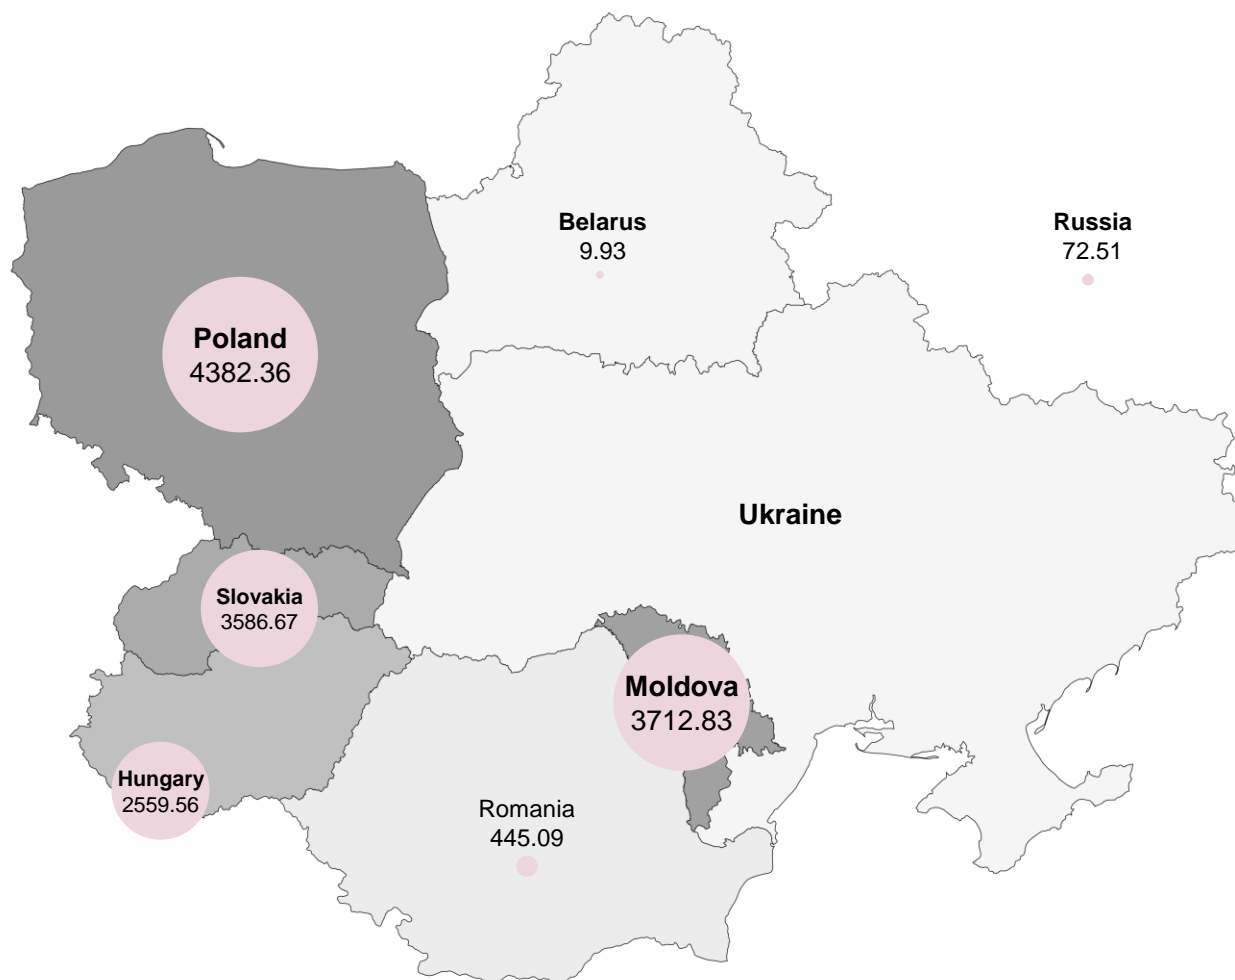 Belarus
9.93
Russia
72.51
Poland
4382.36
Ukraine
Slovakia
3586.67
Moldova
3712.83
Hungary
2559.56
Romania
445.09